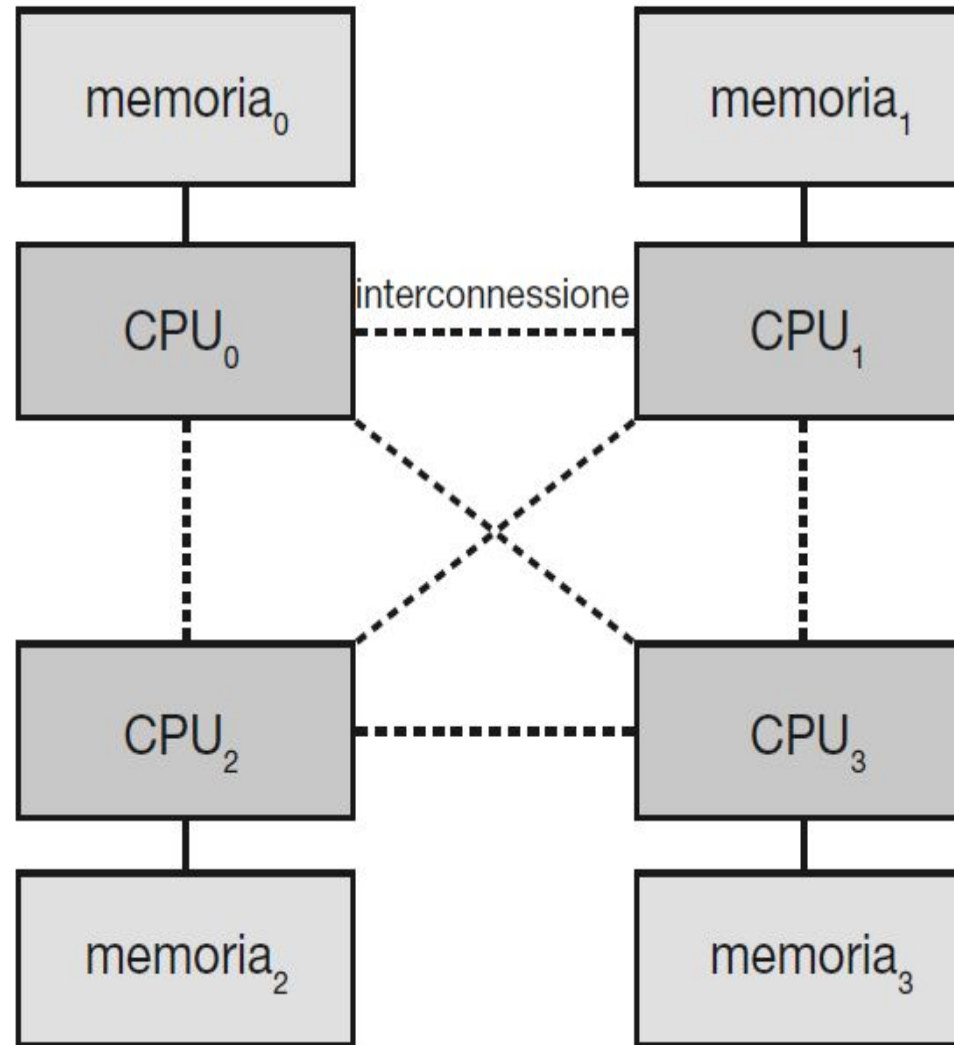 memoria₀
memoria₁
CPU₀
interconnessione
CPU₁
CPU₂
CPU₃
memoria₂
memoria₃